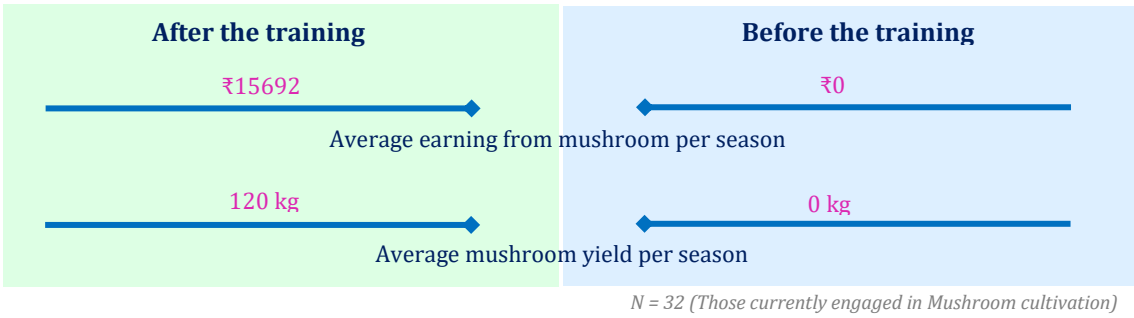 After the training
Before the training
₹15692
₹0
Average earning from mushroom per season
120 kg
0 kg
Average mushroom yield per season
N = 32 (Those currently engaged in Mushroom cultivation)